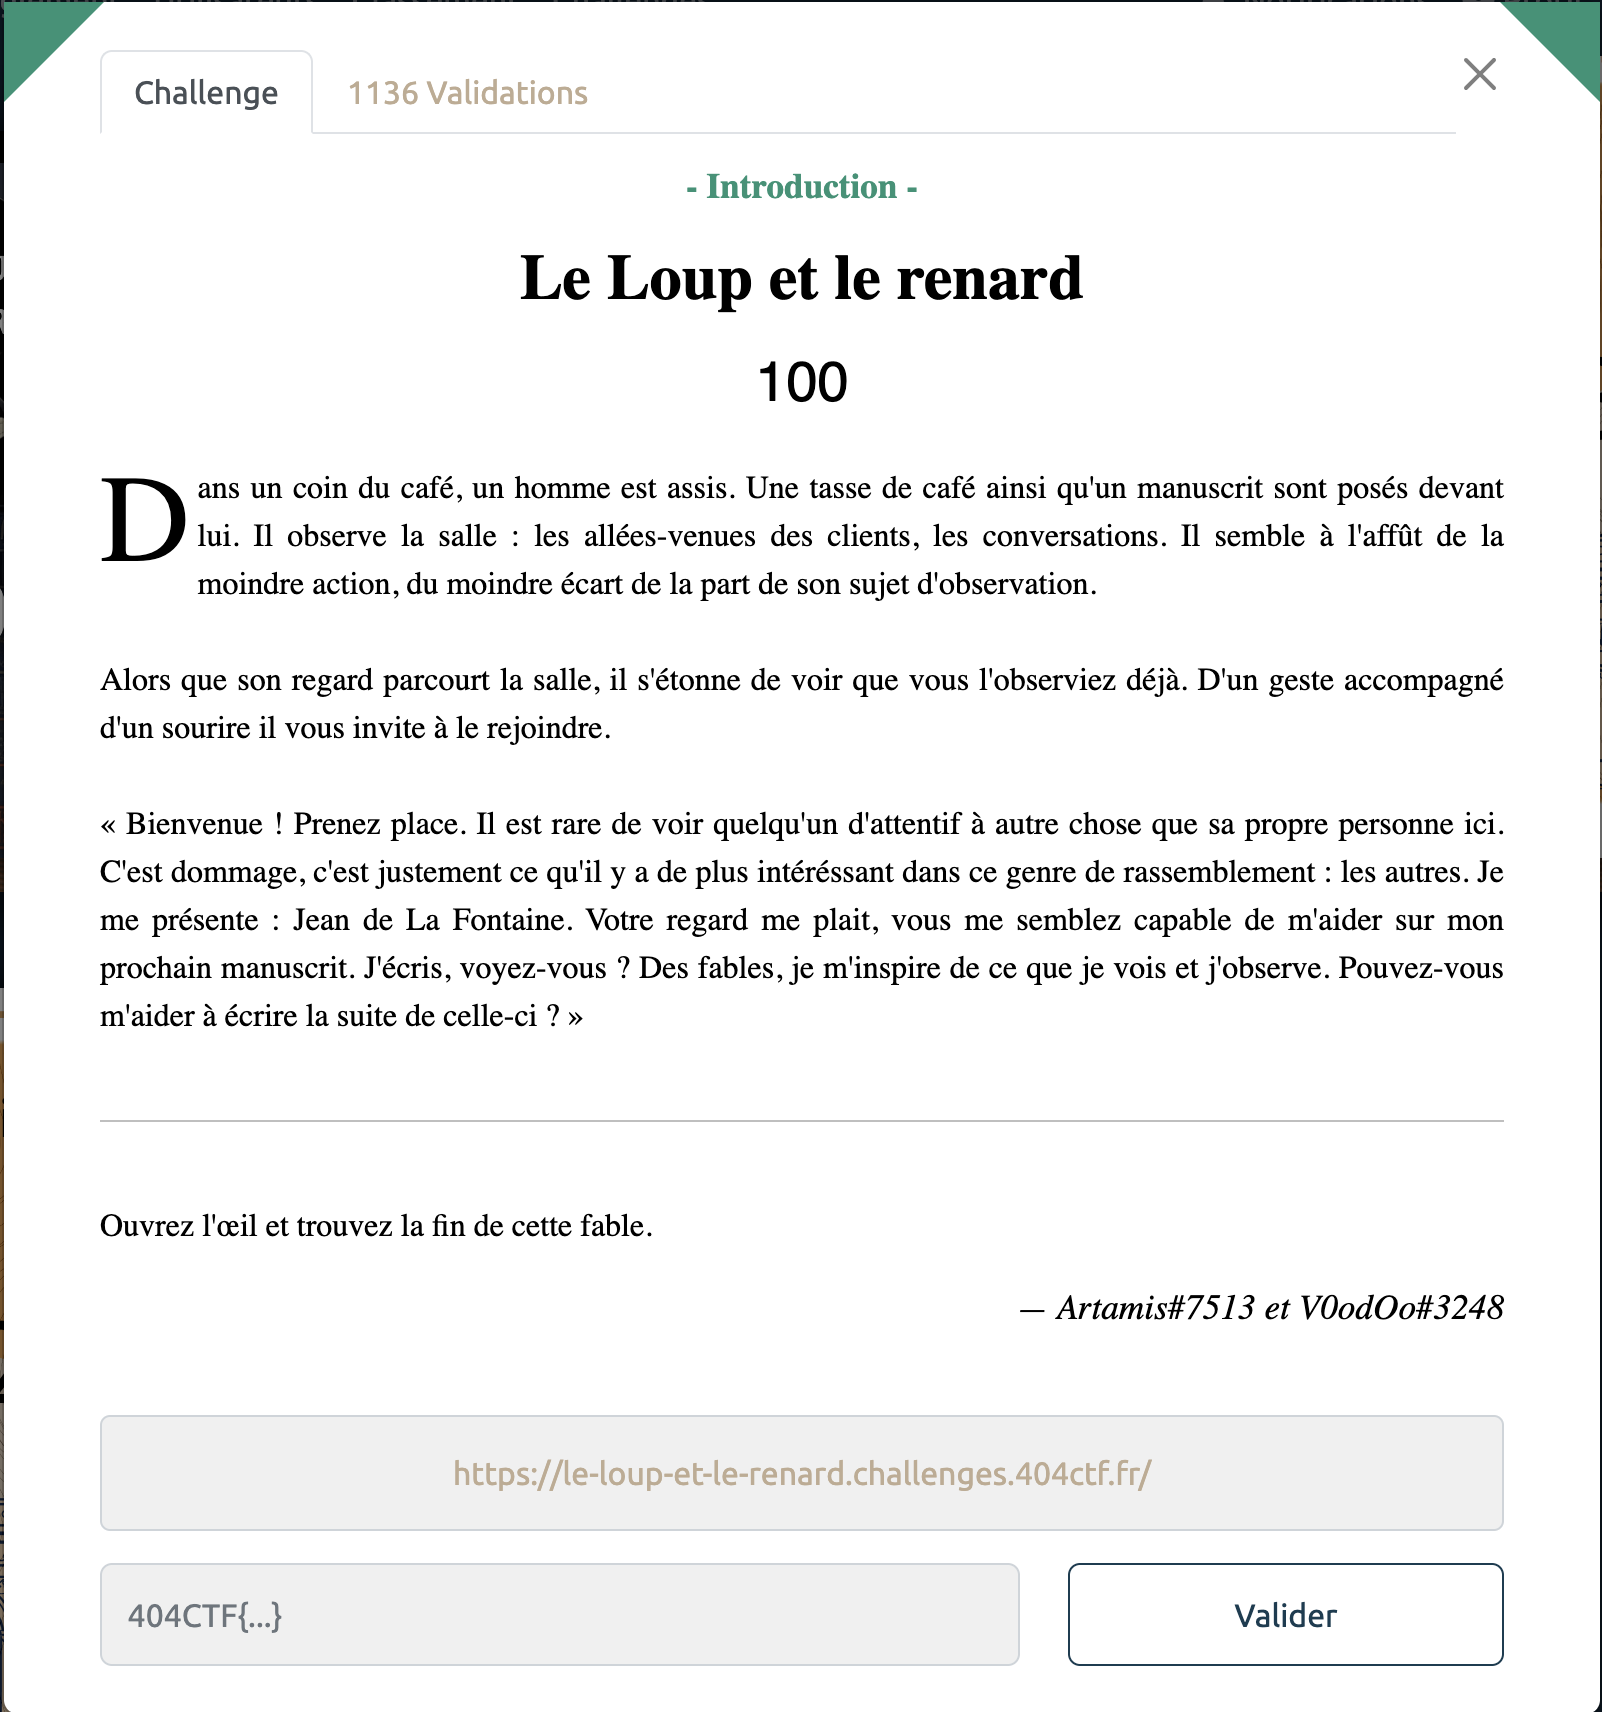 Challenge
1136 Validations
- Introduction -
Le Loup et le renard
100
Dans un coin du café, un homme est assis. Une tasse de café ainsi qu'un manuscrit sont posés devant
lui. Il observe la salle : les allées-venues des clients, les conversations. Il semble à l'affût de la
moindre action, du moindre écart de la part de son sujet d'observation.
Alors que son regard parcourt la salle, il s'étonne de voir que vous l'observiez déjà. D'un geste accompagné
d'un sourire il vous invite à le rejoindre.
« Bienvenue ! Prenez place. Il est rare de voir quelqu'un d'attentif à autre chose que sa propre personne ici.
C'est dommage, c'est justement ce qu'il y a de plus intéréssant dans ce genre de rassemblement : les autres. Je
me présente : Jean de La Fontaine. Votre regard me plait, vous me semblez capable de m'aider sur mon
prochain manuscrit. J'écris, voyez-vous ? Des fables, je m'inspire de ce que je vois et j'observe. Pouvez-vous
m'aider à écrire la suite de celle-ci ? »
Ouvrez l'œil et trouvez la fin de cette fable.
— Artamis#7513 et V0odOo#3248
https://le-loup-et-le-renard.challenges.404ctf.fr/
404CTF{...}
Valider